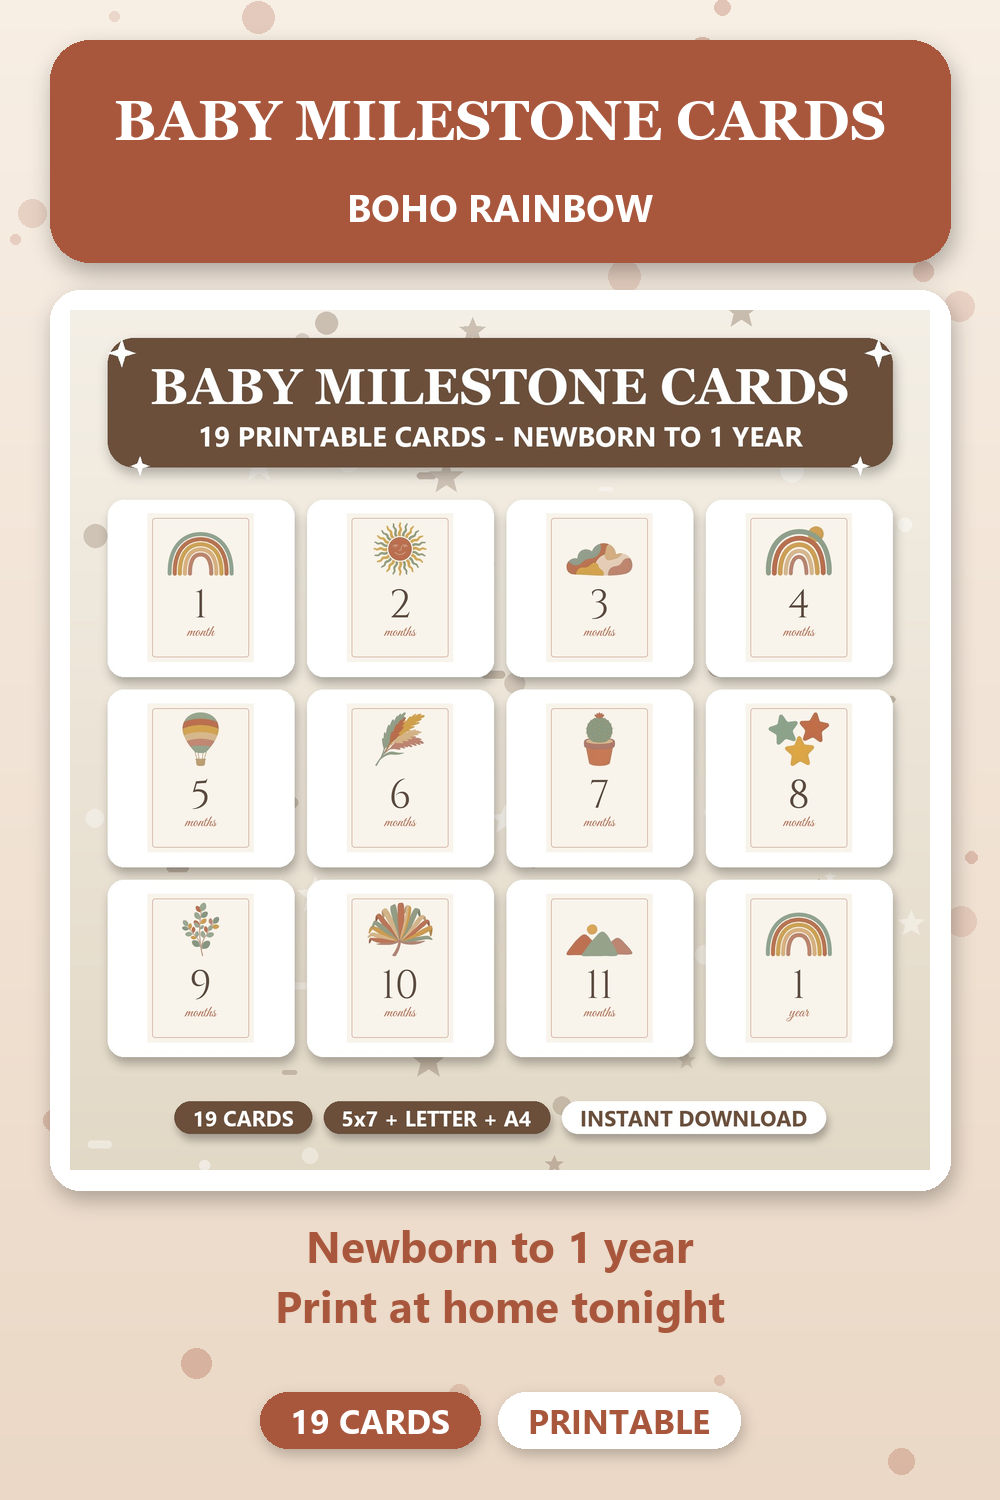 BABY MILESTONE CARDS
BOHO RAINBOW
BABY MILESTONE CARDS
19 PRINTABLE CARDS - NEWBORN TO 1 YEAR
1
month
2
months
3
months
4
months
5
months
6
months
7
months
8
months
9
months
10
months
11
months
1
year
19 CARDS
5x7 + LETTER + A4
INSTANT DOWNLOAD
Newborn to 1 year
Print at home tonight
19 CARDS
PRINTABLE